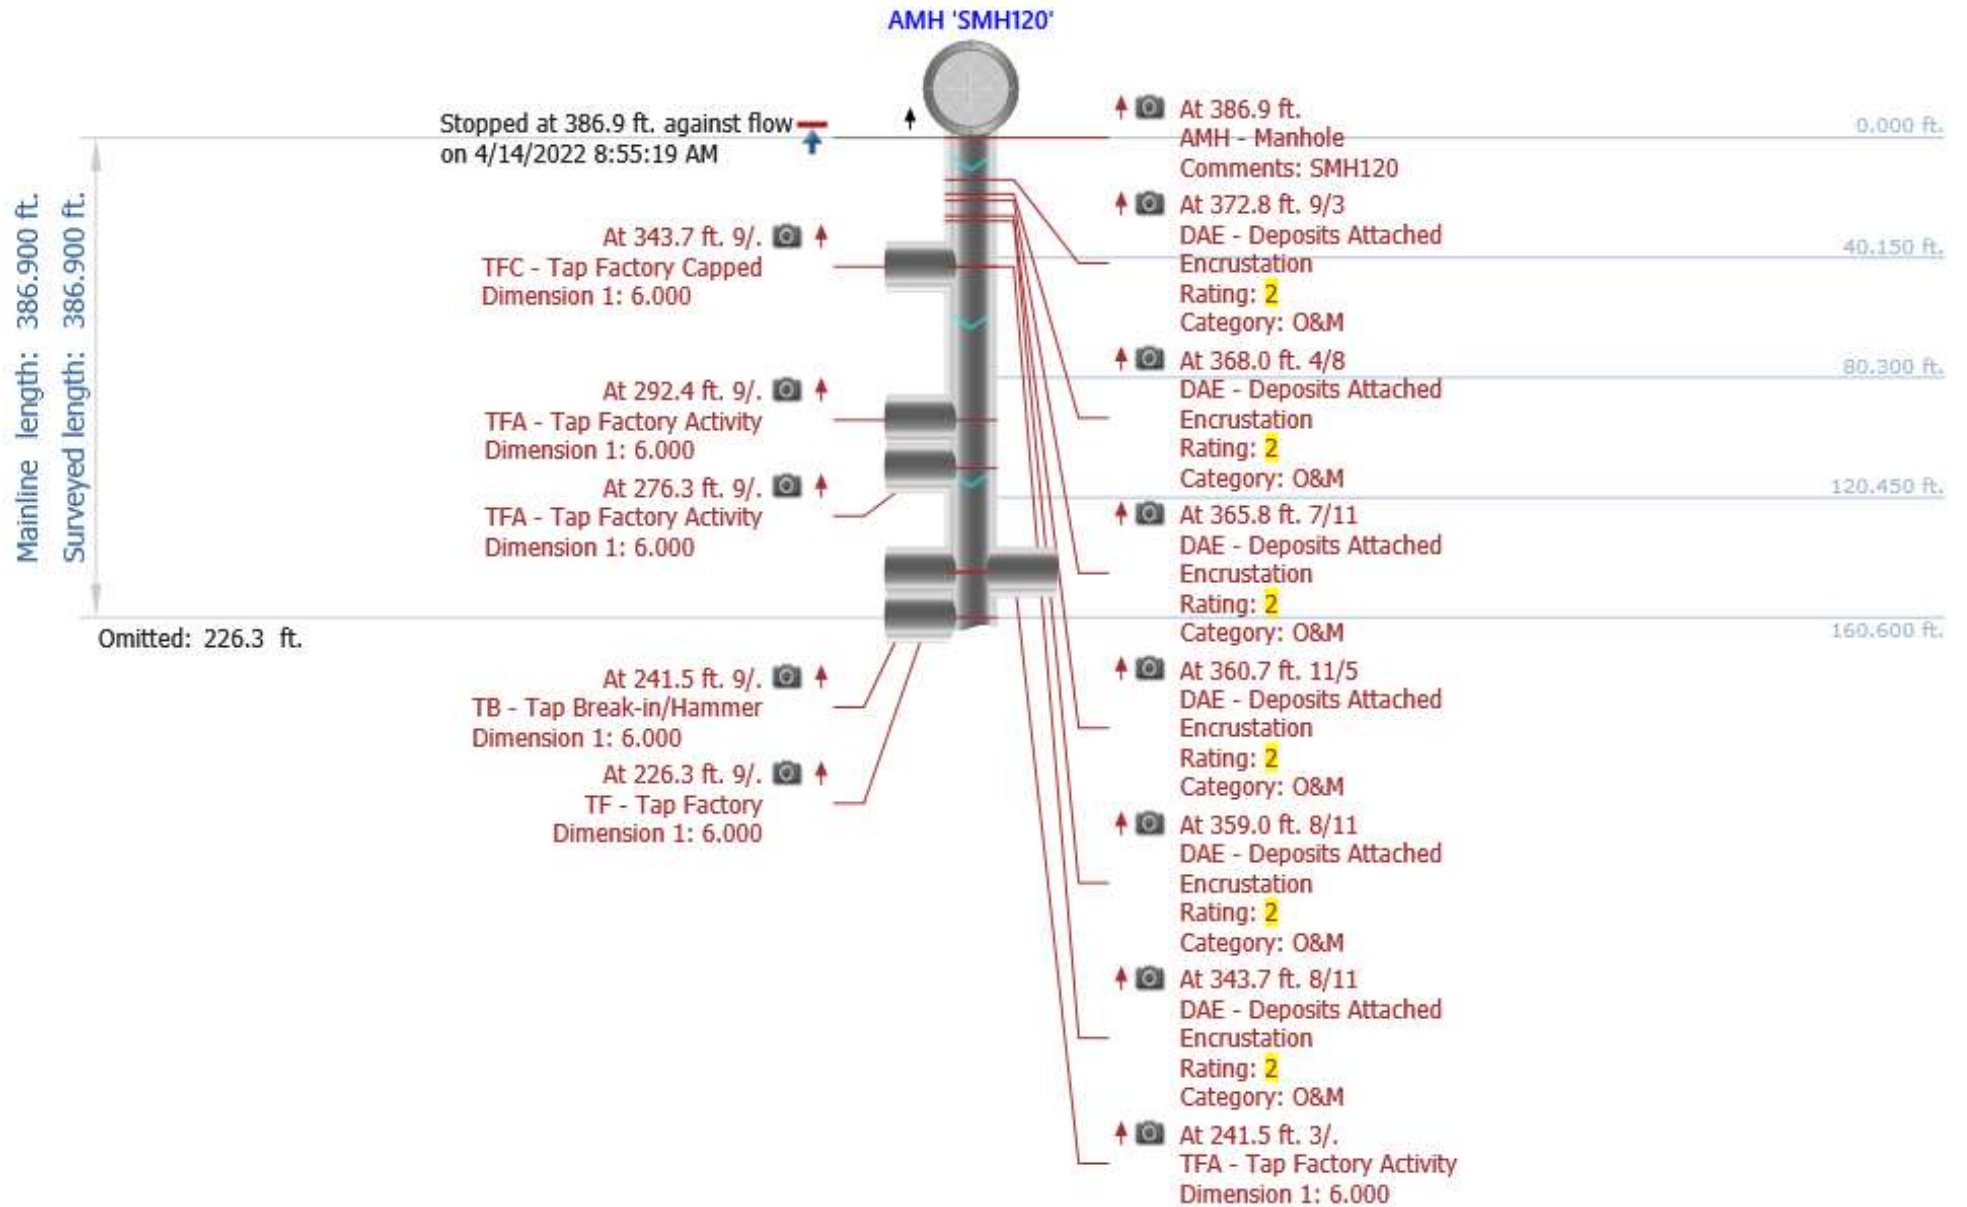 AMH 'SMH120'
Stopped at 386.9 ft. against flow
on 4/14/2022 8:55:19 AM
Mainline length: 386.900 ft.
Surveyed length: 386.900 ft.
At 343.7 ft. 9/.
TFC - Tap Factory Capped
Dimension 1: 6.000
At 292.4 ft. 9/.
TFA - Tap Factory Activity
Dimension 1: 6.000
At 276.3 ft. 9/.
TFA - Tap Factory Activity
Dimension 1: 6.000
Omitted: 226.3 ft.
At 241.5 ft. 9/.
TB - Tap Break-in/Hammer
Dimension 1: 6.000
At 226.3 ft. 9/.
TF - Tap Factory
Dimension 1: 6.000
At 386.9 ft.
AMH - Manhole
Comments: SMH120
At 372.8 ft. 9/3
DAE - Deposits Attached
Encrustation
Rating: 2
Category: O&M
At 368.0 ft. 4/8
DAE - Deposits Attached
Encrustation
Rating: 2
Category: O&M
At 365.8 ft. 7/11
DAE - Deposits Attached
Encrustation
Rating: 2
Category: O&M
At 360.7 ft. 11/5
DAE - Deposits Attached
Encrustation
Rating: 2
Category: O&M
At 359.0 ft. 8/11
DAE - Deposits Attached
Encrustation
Rating: 2
Category: O&M
At 343.7 ft. 8/11
DAE - Deposits Attached
Encrustation
Rating: 2
Category: O&M
At 241.5 ft. 3/.
TFA - Tap Factory Activity
Dimension 1: 6.000
0.000 ft.
40.150 ft.
80.300 ft.
120.450 ft.
160.600 ft.